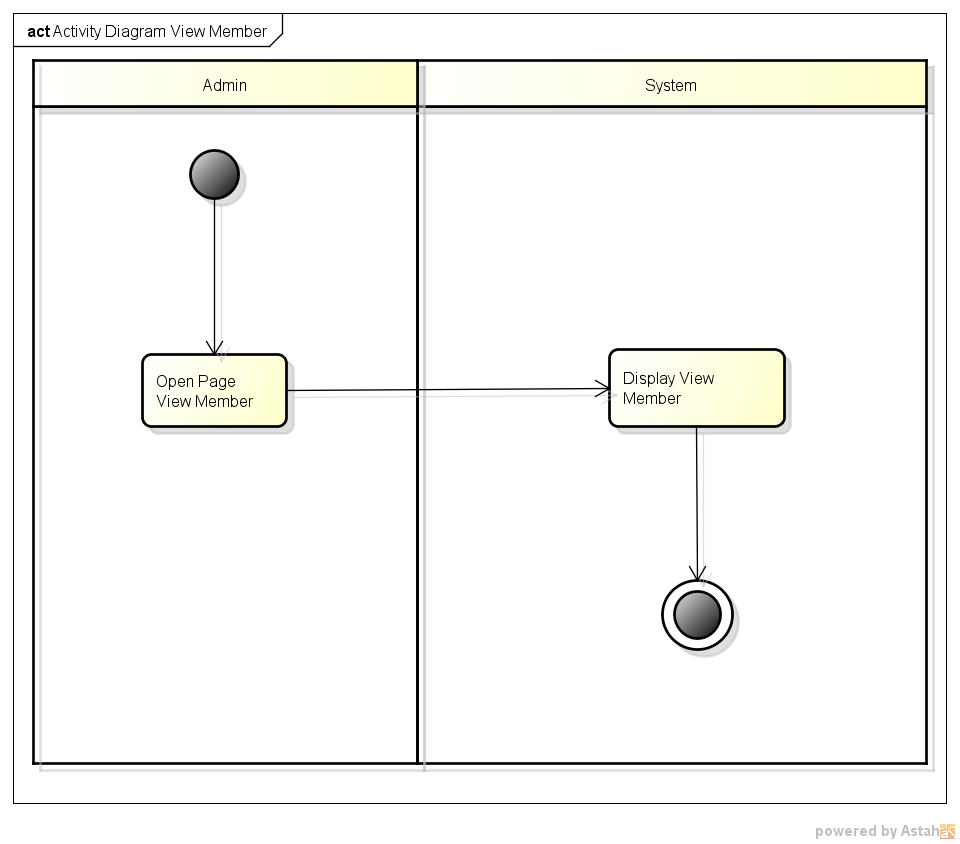 act Activity Diagram View Member
Admin
System
Open Page
View Member
Display View
Member
powered by Astah